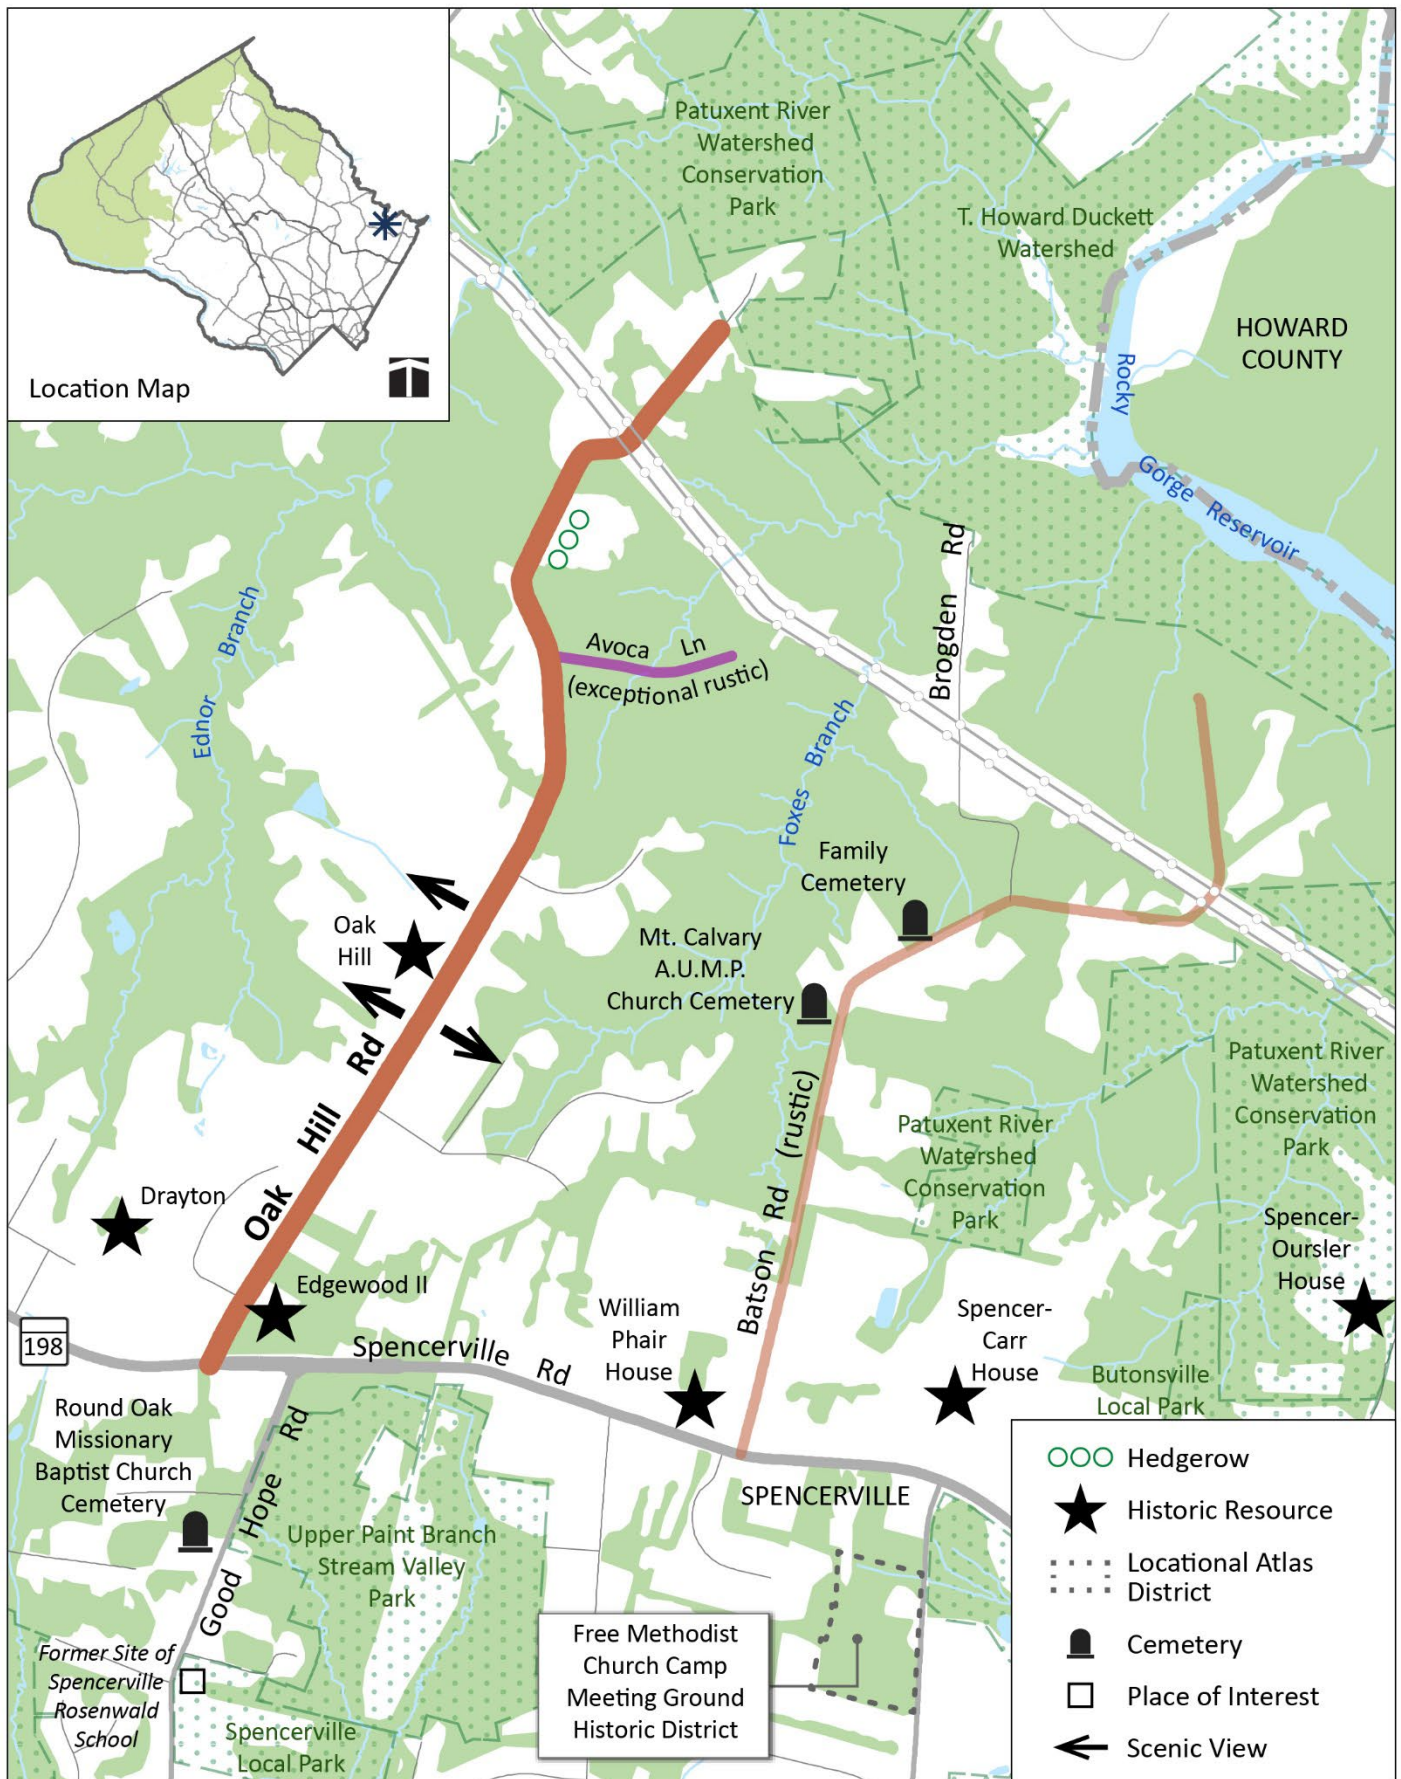 Location Map
Patuxent River
Watershed
Conservation
Park
T. Howard Duckett
Watershed
HOWARD
COUNTY
Rocky
Gorge Reservoir
Brogden Rd
Avoca Ln
(exceptional rustic)
Ednor Branch
Foxes Branch
Family
Cemetery
Oak
Hill
Mt. Calvary
A.U.M.P.
Church Cemetery
Oak Hill Rd
Patuxent River
Watershed
Conservation
Park
Patuxent River
Watershed
Conservation
Park
Batson Rd (rustic)
Drayton
Spencer-
Oursler
House
Edgewood II
William
Phair
House
Spencer-
Carr
House
198
Spencerville Rd
Butonsville
Local Park
Round Oak
Missionary
Baptist Church
Cemetery
Good Hope Rd
SPENCERVILLE
Upper Paint Branch
Stream Valley
Park
Former Site of
Spencerville
Rosenwald
School
Spencerville
Local Park
Free Methodist
Church Camp
Meeting Ground
Historic District
Hedgerow
Historic Resource
Locational Atlas
District
Cemetery
Place of Interest
Scenic View